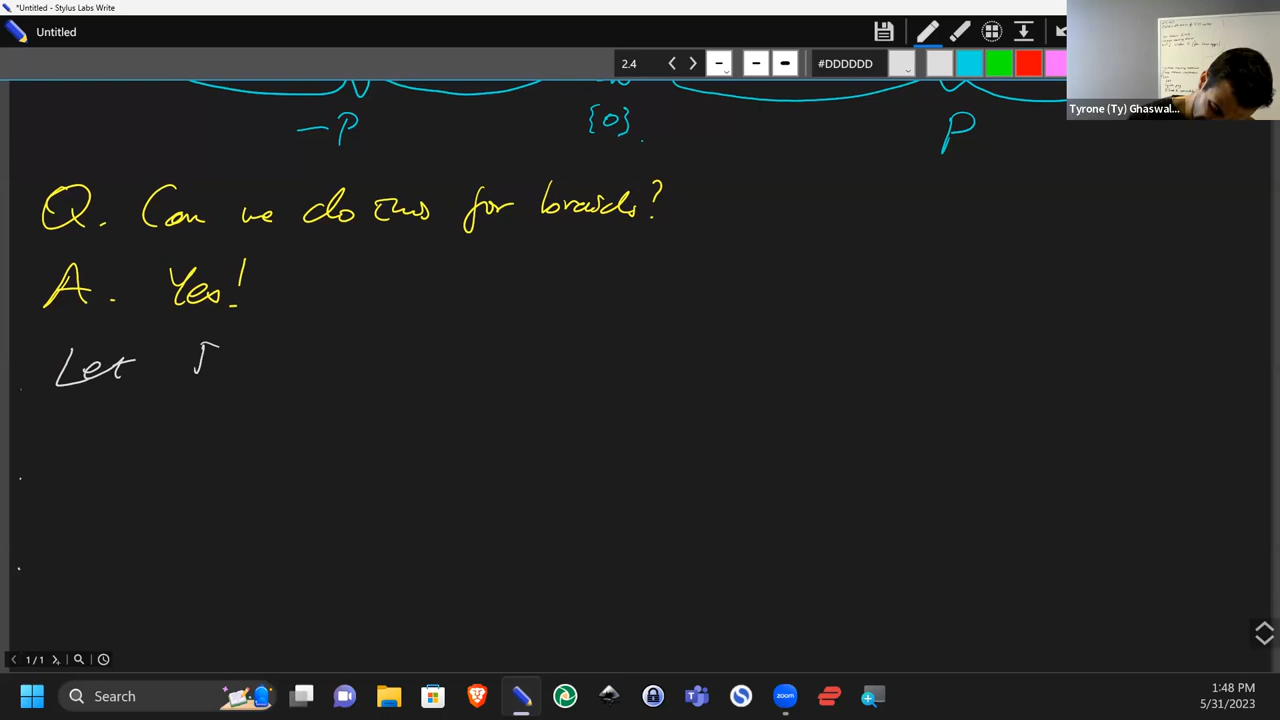 *Untitled - Stylus Labs Write
Untitled
2.4
#DDDDDD
Tyrone (Ty) Ghaswal...
-P {0}. P
Q. Can we do this for braids?
A. Yes!
Let Γ
1/1
Search
1:48 PM
5/31/2023